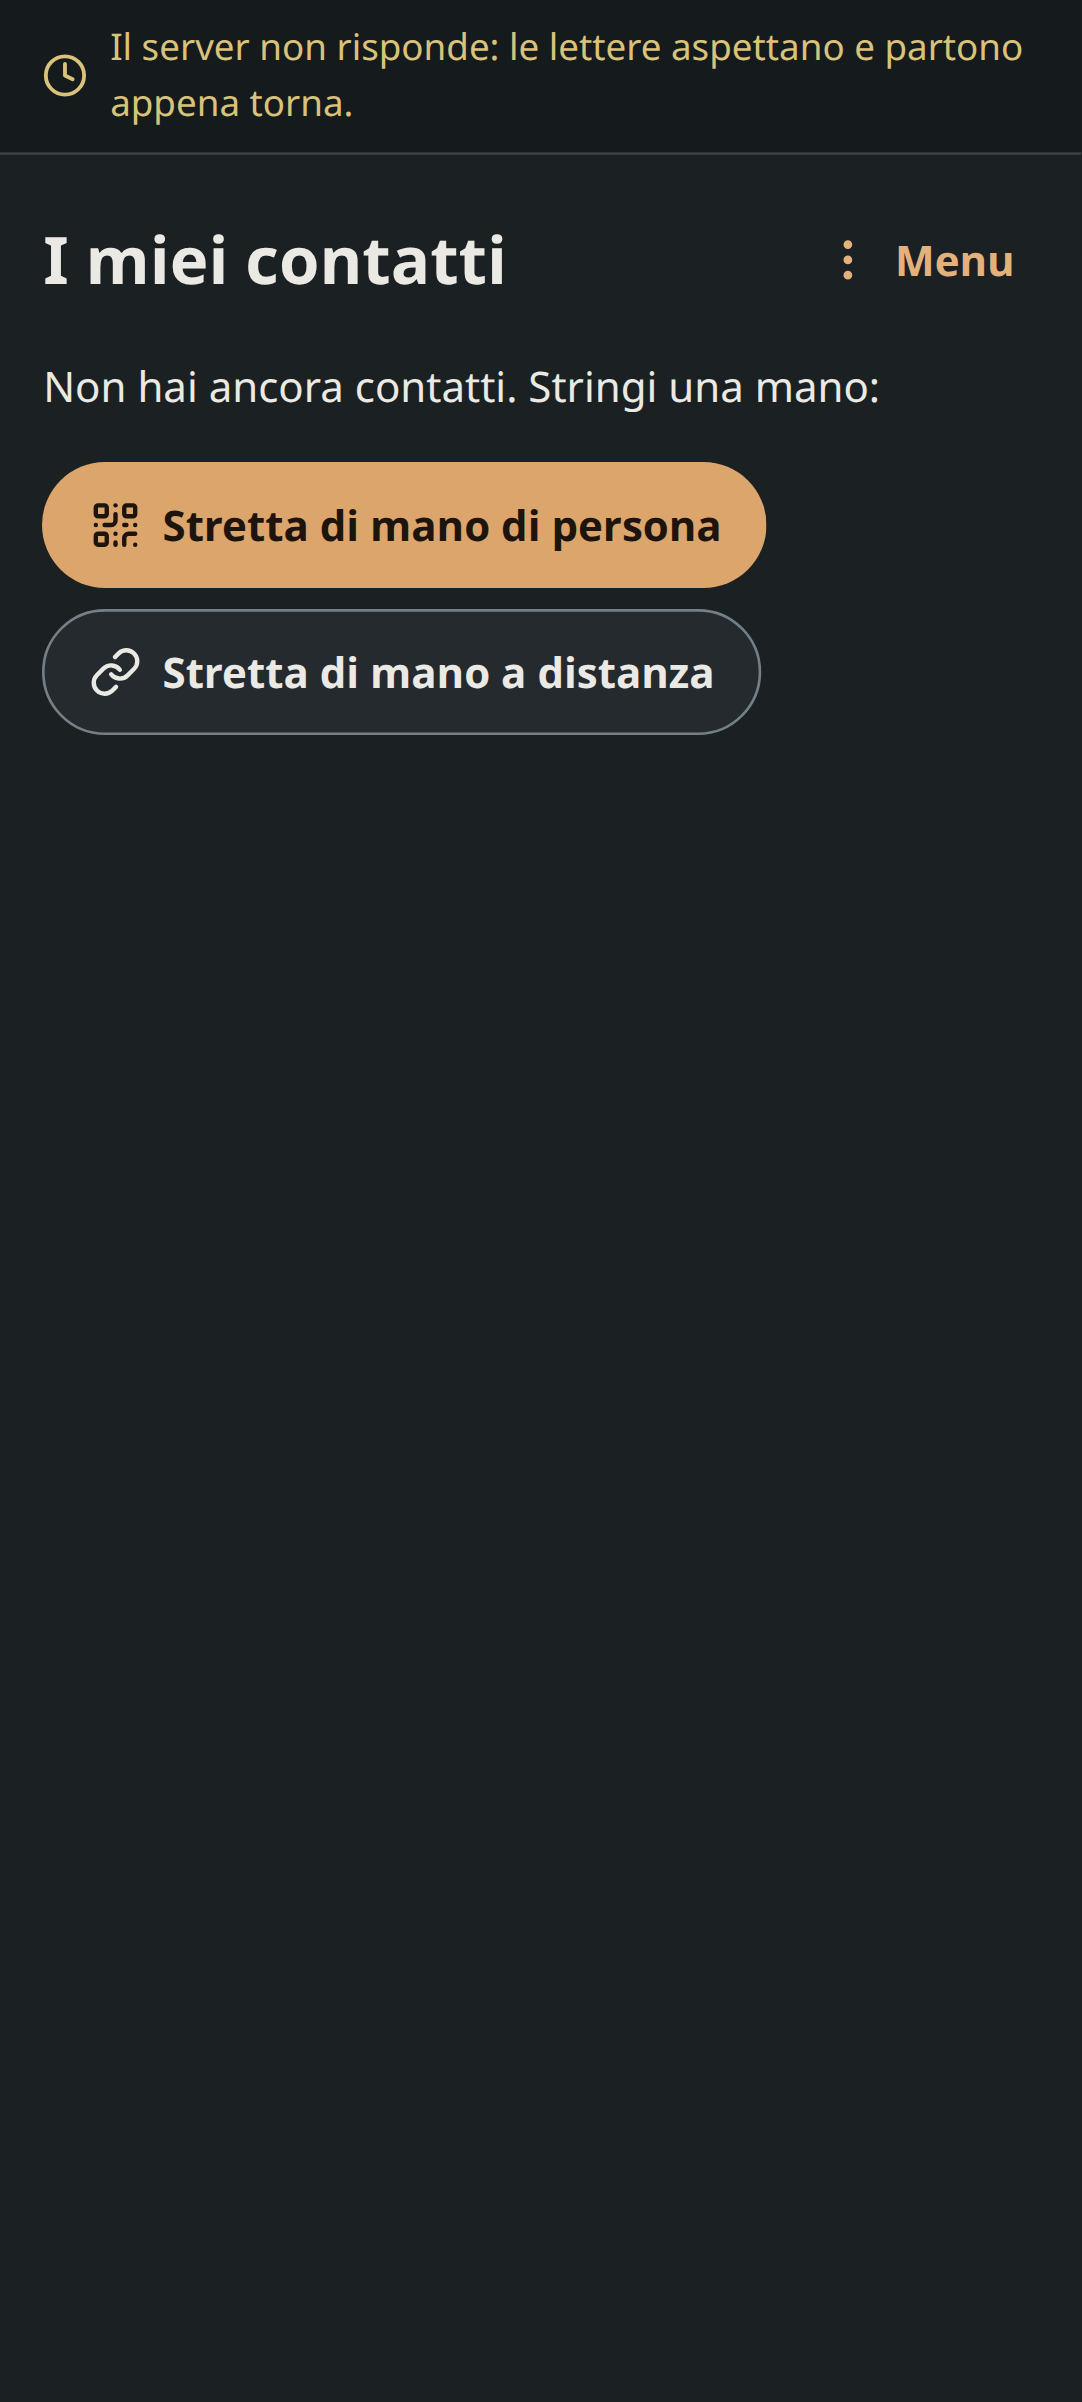 Il server non risponde: le lettere aspettano e partono
appena torna.
I miei contatti
Menu
Non hai ancora contatti. Stringi una mano:
Stretta di mano di persona
Stretta di mano a distanza